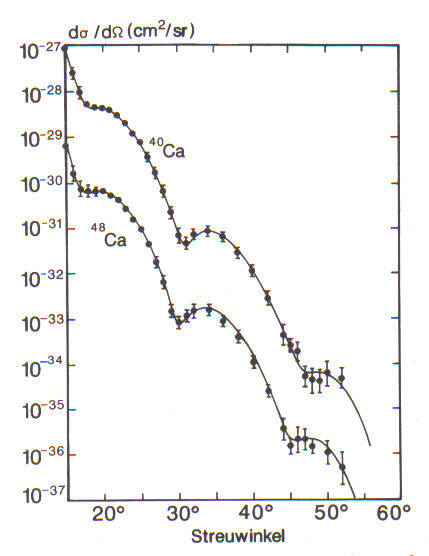 dσ/dΩ (cm²/sr)
10⁻²⁷
10⁻²⁸
10⁻²⁹
⁴⁰Ca
10⁻³⁰
10⁻³¹
⁴⁸Ca
10⁻³²
10⁻³³
10⁻³⁴
10⁻³⁵
10⁻³⁶
10⁻³⁷
20° 30° 40° 50° 60°
Streuwinkel